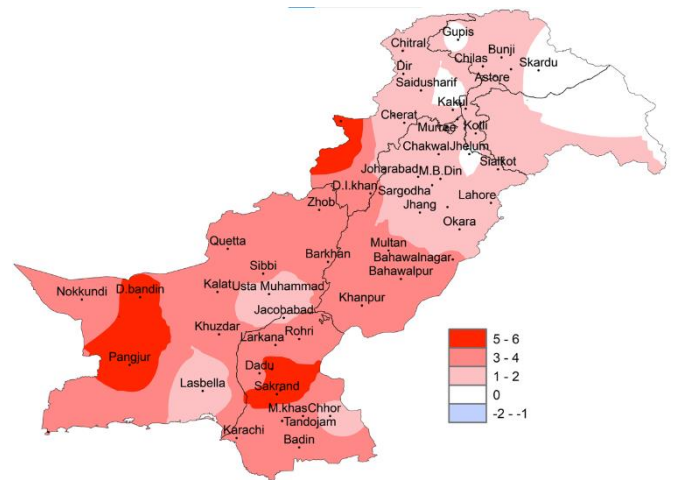 Gupis
Chitral
Bunji
Chilas
Skardu
Dir
Astore
Saidusharif
Kakul
Cherat
Murree
Kotli
Chakwal
Jhelum
Joharabad
M.B.Din
Sialkot
D.I.khan
Sargodha
Lahore
Zhob
Jhang
Okara
Quetta
Multan
Barkhan
Bahawalnagar
Sibbi
Bahawalpur
Nokkundi
D.bandin
Kalat
Usta Muhammad
Khanpur
Jacobabad
Khuzdar
Rohri
Larkana
Pangjur
Dadu
Lasbella
Sakrand
M.khas
Chhor
Tandojam
Karachi
Badin
5 - 6
3 - 4
1 - 2
0
-2 - -1